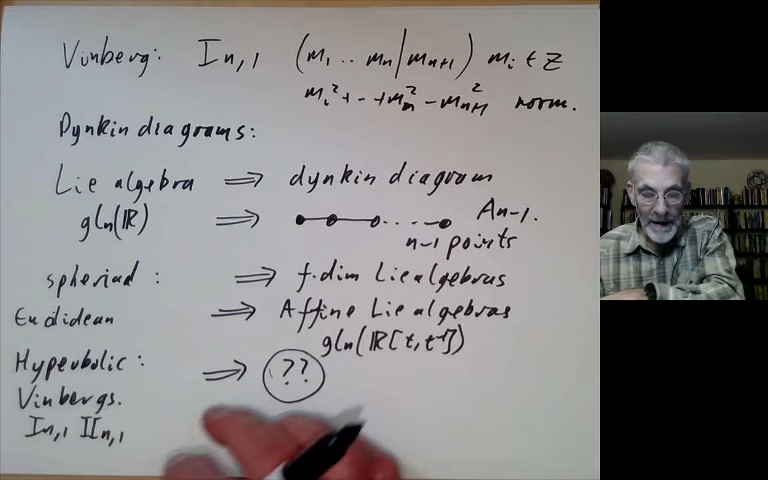 Vinberg: In,1 (m1 .. mn|mn+1) mi ∈ Z
m1²+--+mn²-mn+1² norm.
Dynkin diagrams:
Lie algebra ⟹ dynkin diagram
gln(ℝ) ⟹ An-1.
n-1 points
spherical : ⟹ f.dim Lie algebras
Euclidean ⟹ Affine Lie algebras
gln(ℝ[t,t⁻¹])
Hyperbolic: ⟹ ??
Vinbergs.
In,1 IIn,1